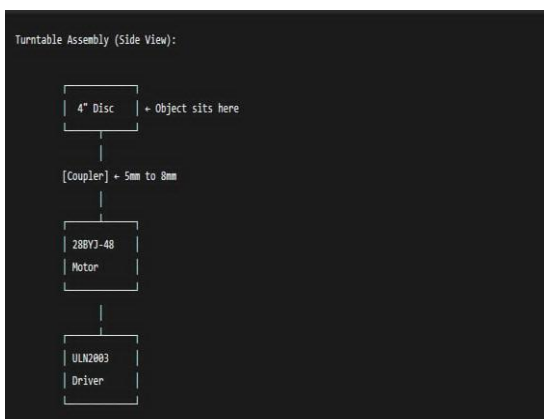 Turntable Assembly (Side View):
4" Disc ← Object sits here
[Coupler] ← 5mm to 8mm
28BYJ-48
Motor
ULN2003
Driver